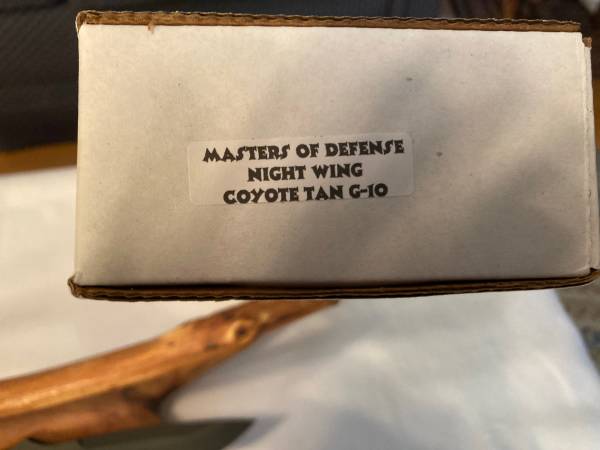 MASTERS OF DEFENSE
NIGHT WING
COYOTE TAN G-10